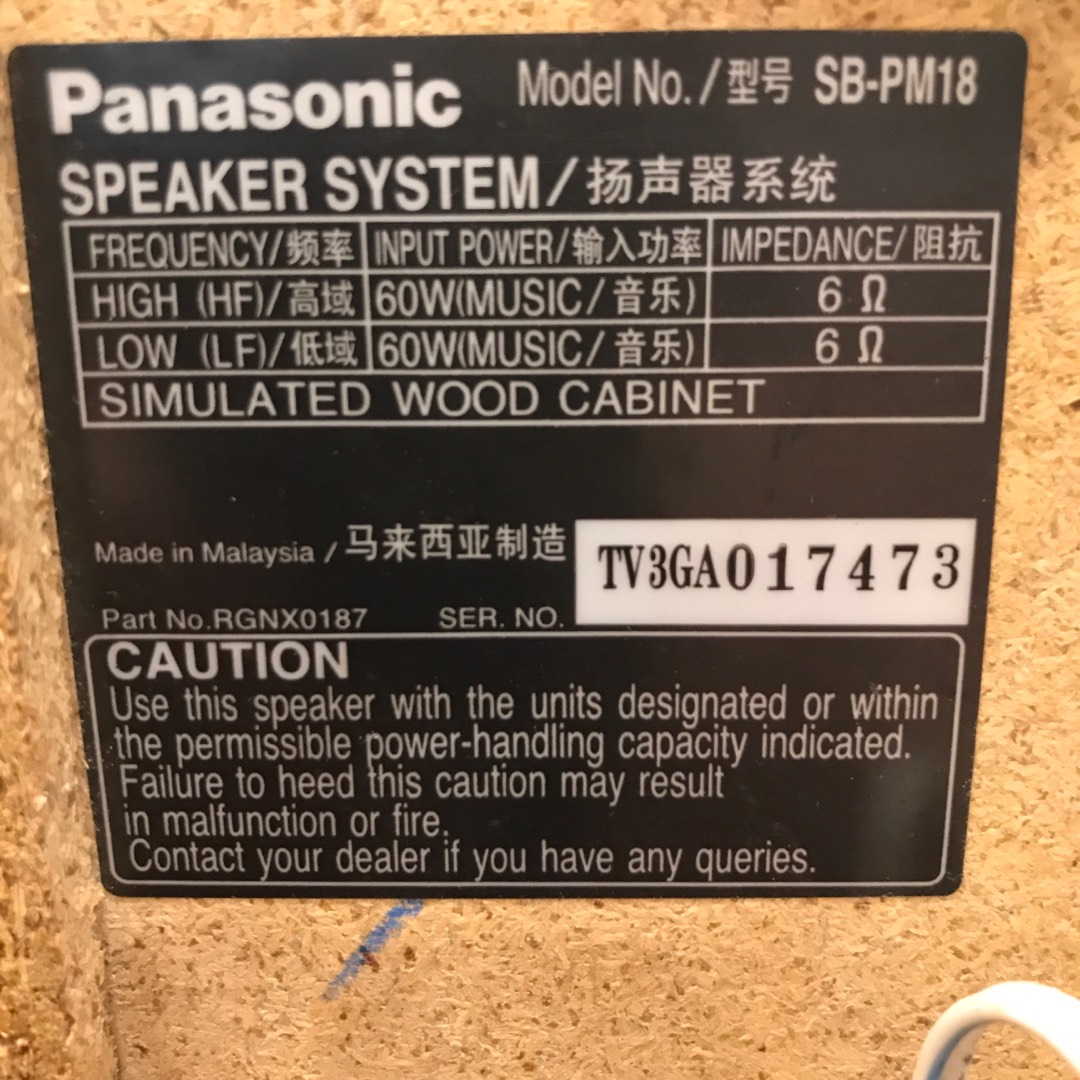 Panasonic Model No./型号 SB-PM18
SPEAKER SYSTEM/扬声器系统
FREQUENCY/频率 INPUT POWER/输入功率 IMPEDANCE/阻抗
HIGH (HF)/高域 60W(MUSIC/音乐) 6 Ω
LOW (LF)/低域 60W(MUSIC/音乐) 6 Ω
SIMULATED WOOD CABINET
Made in Malaysia / 马来西亚制造
Part No.RGNX0187 SER. NO. TV3GA017473
CAUTION
Use this speaker with the units designated or within
the permissible power-handling capacity indicated.
Failure to heed this caution may result
in malfunction or fire.
Contact your dealer if you have any queries.